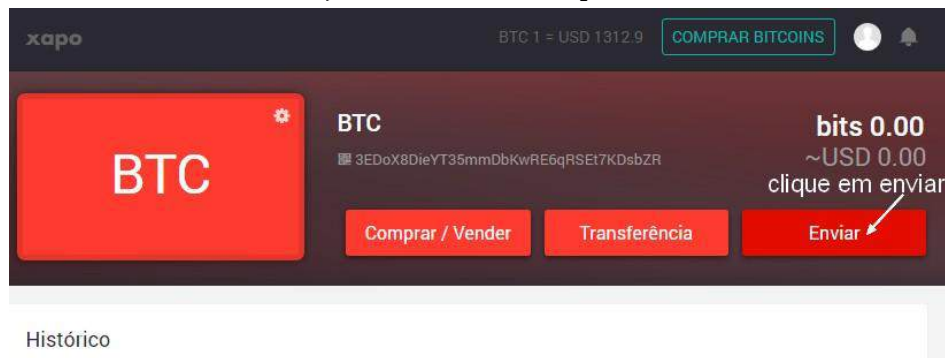 xapo
BTC 1 = USD 1312.9
COMPRAR BITCOINS
BTC
BTC
3EDoX8DieYT35mmDbKwRE6qRSEt7KDsbZR
bits 0.00
~USD 0.00
clique em enviar
Comprar / Vender
Transferência
Enviar
Histórico